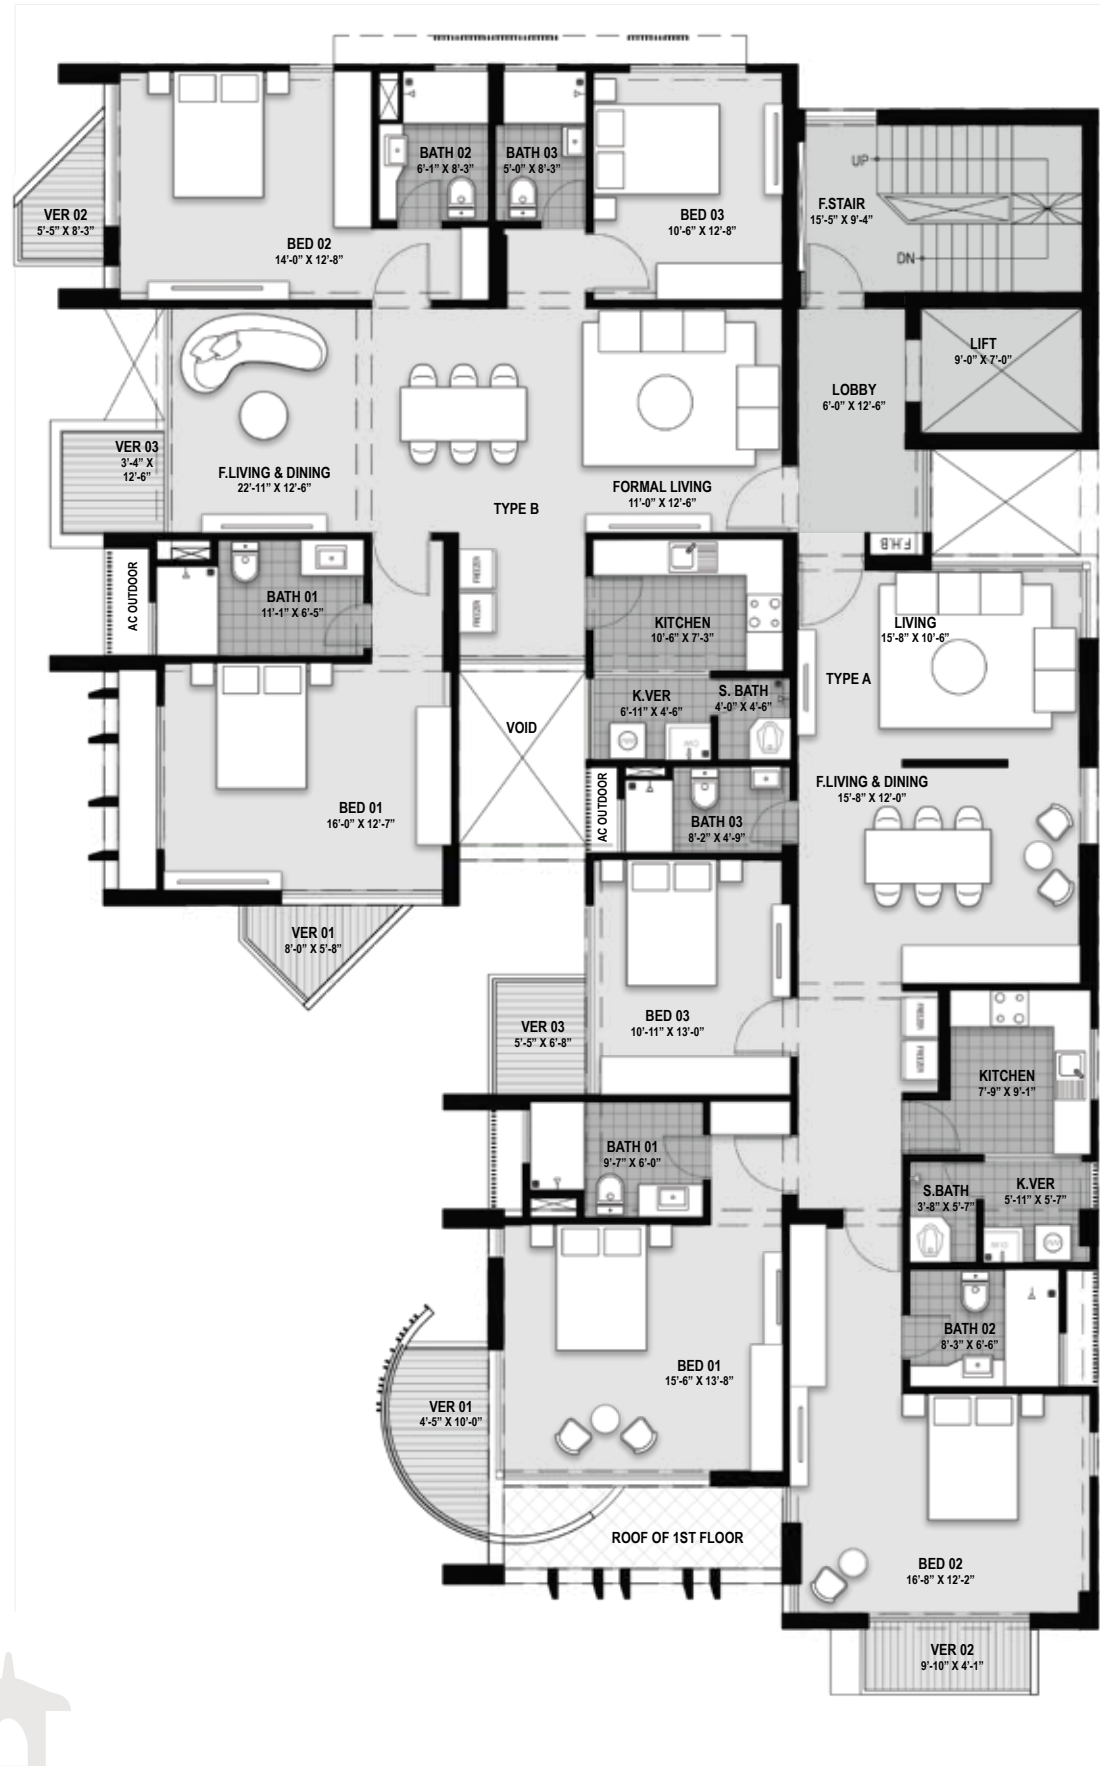 BATH 02
6'-1" X 8'-3"
BATH 03
5'-0" X 8'-3"
UP
VER 02
5'-5" X 8'-3"
BED 02
14'-0" X 12'-8"
BED 03
10'-6" X 12'-8"
F.STAIR
15'-5" X 9'-4"
DN
LIFT
9'-0" X 7'-0"
LOBBY
6'-0" X 12'-6"
VER 03
3'-4" X
12'-6"
F.LIVING & DINING
22'-11" X 12'-6"
TYPE B
FORMAL LIVING
11'-0" X 12'-6"
F.H.B
AC OUTDOOR
BATH 01
11'-1" X 6'-5"
FREEZER
FREEZER
KITCHEN
10'-6" X 7'-3"
LIVING
15'-8" X 10'-6"
TYPE A
K.VER
6'-11" X 4'-6"
S. BATH
4'-0" X 4'-6"
VOID
WM
DW
BED 01
16'-0" X 12'-7"
AC OUTDOOR
BATH 03
8'-2" X 4'-9"
F.LIVING & DINING
15'-8" X 12'-0"
VER 01
8'-0" X 5'-8"
VER 03
5'-5" X 6'-8"
BED 03
10'-11" X 13'-0"
FREEZER
FREEZER
KITCHEN
7'-9" X 9'-1"
BATH 01
9'-7" X 6'-0"
S.BATH
3'-8" X 5'-7"
K.VER
5'-11" X 5'-7"
DW
WM
BATH 02
8'-3" X 6'-6"
BED 01
15'-6" X 13'-8"
VER 01
4'-5" X 10'-0"
ROOF OF 1ST FLOOR
BED 02
16'-8" X 12'-2"
VER 02
9'-10" X 4'-1"